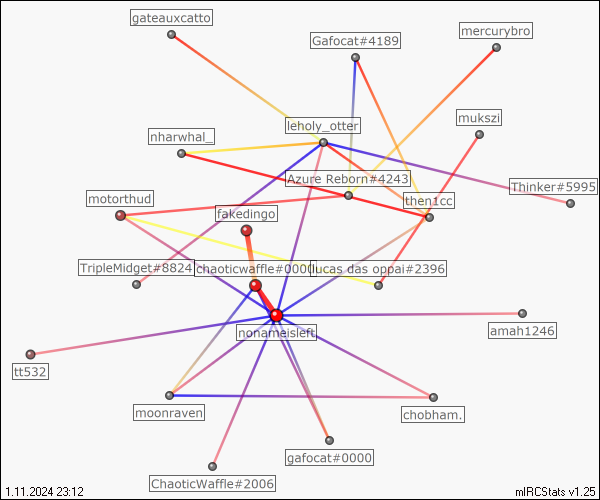 gateauxcatto
mercurybro
Gafocat#4189
mukszi
leholy_otter
nharwhal_
Azure Reborn#4243
Thinker#5995
motorthud
then1cc
fakedingo
TripleMidget#8824
chaoticwaffle#0000
lucas das oppai#2396
nonameisleft
amah1246
tt532
moonraven
chobham.
gafocat#0000
ChaoticWaffle#2006
1.11.2024 23:12
mIRCStats v1.25